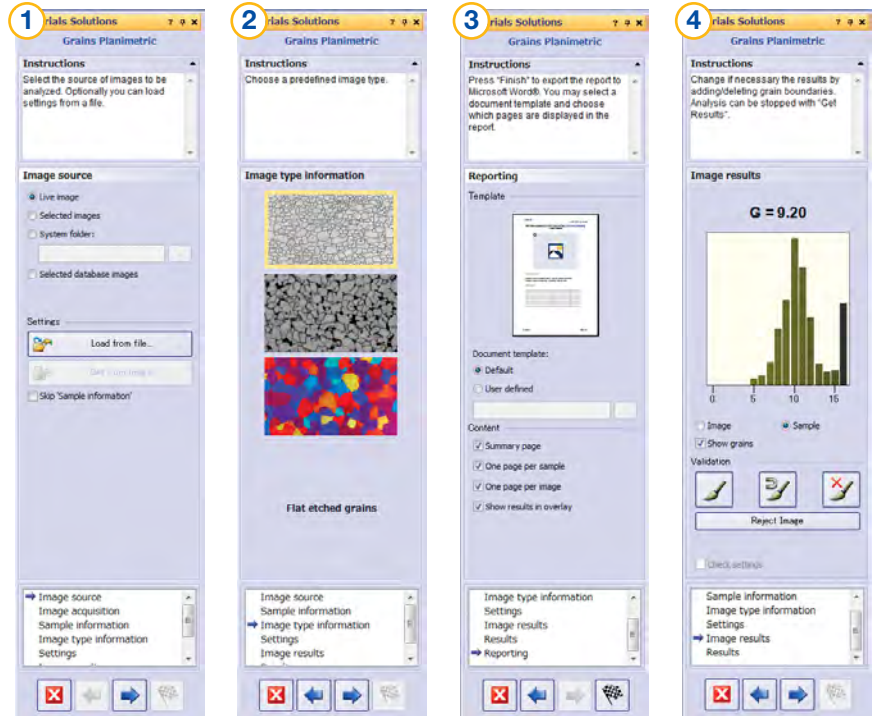 1
rials Solutions
Grains Planimetric
Instructions
Select the source of images to be
analyzed. Optionally you can load
settings from a file.
Image source
Live image
Selected images
System folder:
...
Selected database images
Settings
Load from file...
Skip 'Sample information'
Image source
Image acquisition
Sample information
Image type information
Settings
2
rials Solutions
Grains Planimetric
Instructions
Choose a predefined image type.
Image type information
Flat etched grains
Image source
Sample information
Image type information
Settings
Image results
3
rials Solutions
Grains Planimetric
Instructions
Press "Finish" to export the report to
Microsoft Word®. You may select a
document template and choose
which pages are displayed in the
report.
Reporting
Template
Document template:
Default
User defined
Content
Summary page
One page per sample
One page per image
Show results in overlay
Image type information
Settings
Image results
Results
Reporting
4
rials Solutions
Grains Planimetric
Instructions
Change if necessary the results by
adding/deleting grain boundaries.
Analysis can be stopped with "Get
Results".
Image results
G = 9.20
0 5 10 15
Image Sample
Show grains
Validation
Reject Image
Check settings
Sample information
Image type information
Settings
Image results
Results